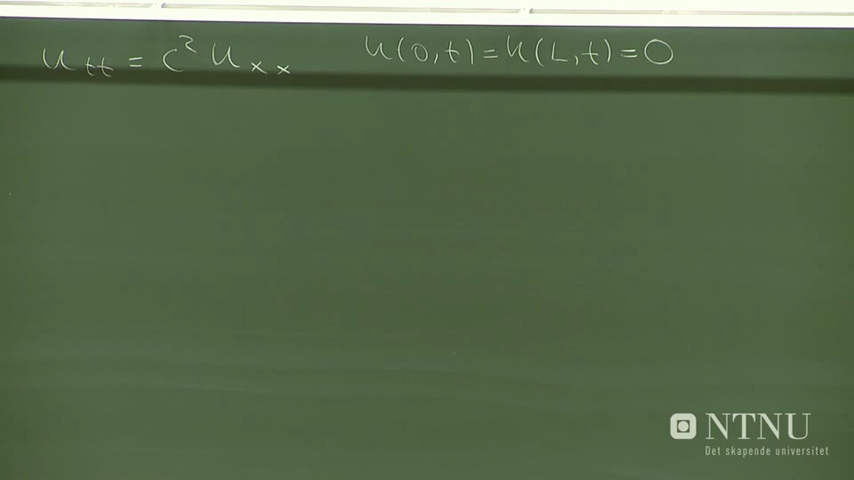 u_tt = c² u_xx    u(0,t) = u(L,t) = 0
NTNU
Det skapende universitet